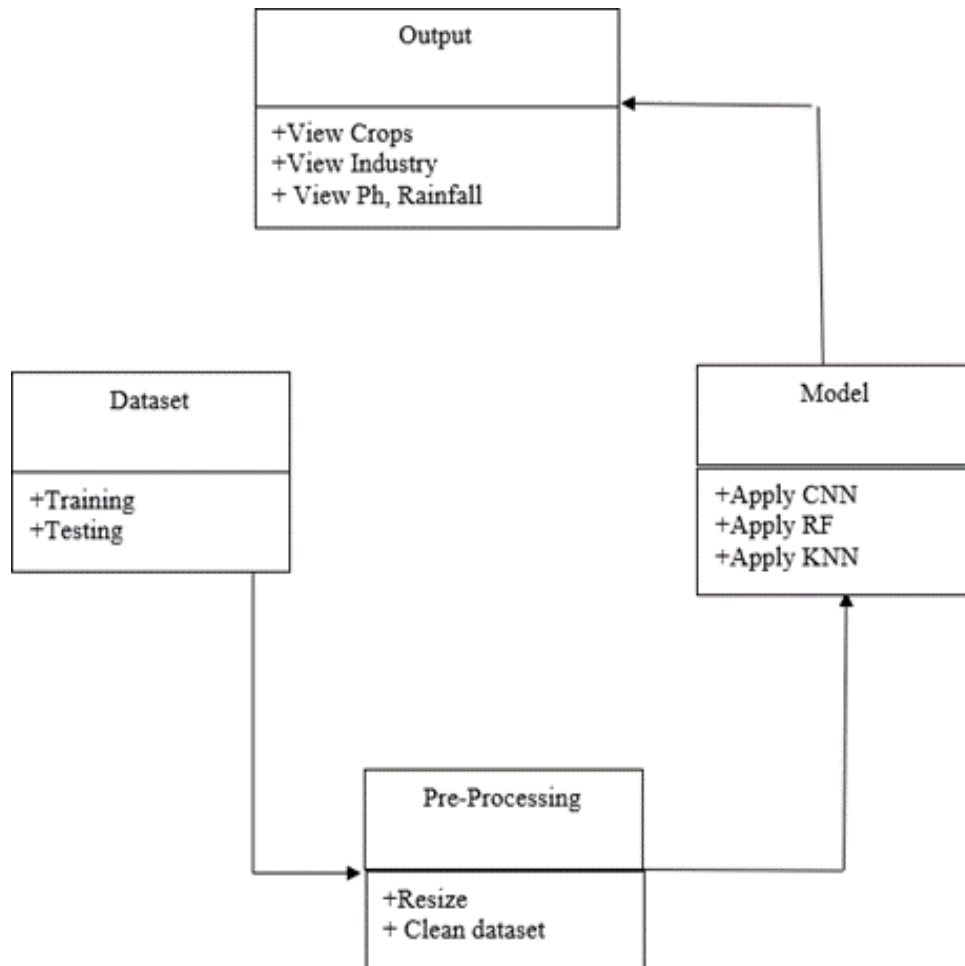 Output
+View Crops
+View Industry
+ View Ph, Rainfall
Dataset
+Training
+Testing
Model
+Apply CNN
+Apply RF
+Apply KNN
Pre-Processing
+Resize
+ Clean dataset